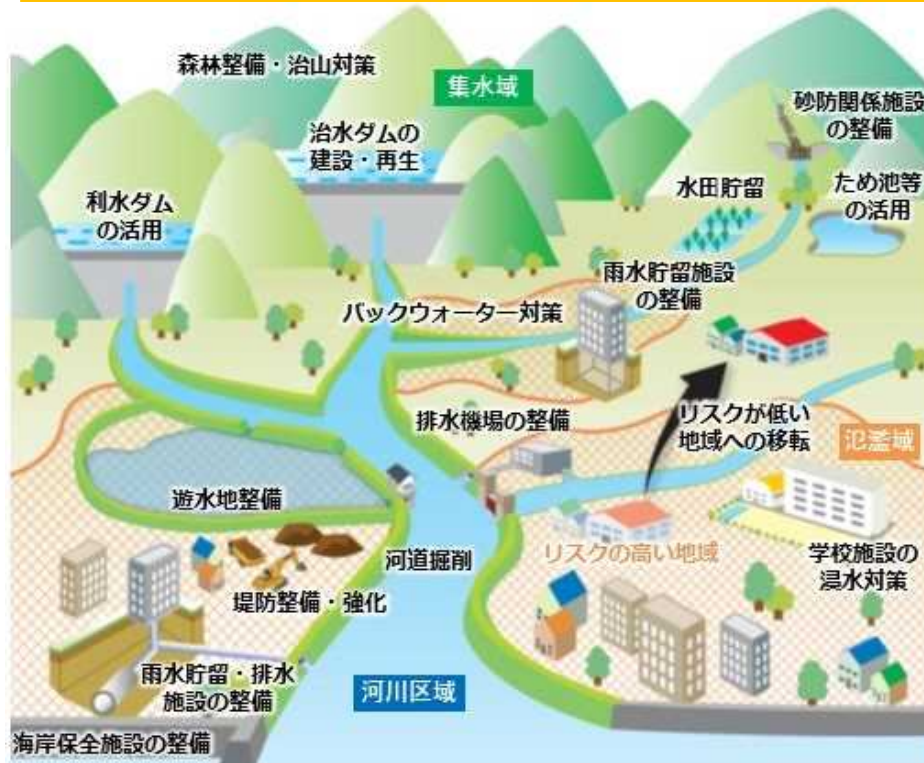 森林整備・治山対策
集水域
砂防関係施設
の整備
治水ダムの
建設・再生
水田貯留
ため池等
の活用
利水ダム
の活用
雨水貯留施設
の整備
バックウォーター対策
排水機場の整備
リスクが低い
地域への移転
氾濫域
遊水地整備
河道掘削
リスクの高い地域
学校施設の
浸水対策
堤防整備・強化
雨水貯留・排水
施設の整備
河川区域
海岸保全施設の整備